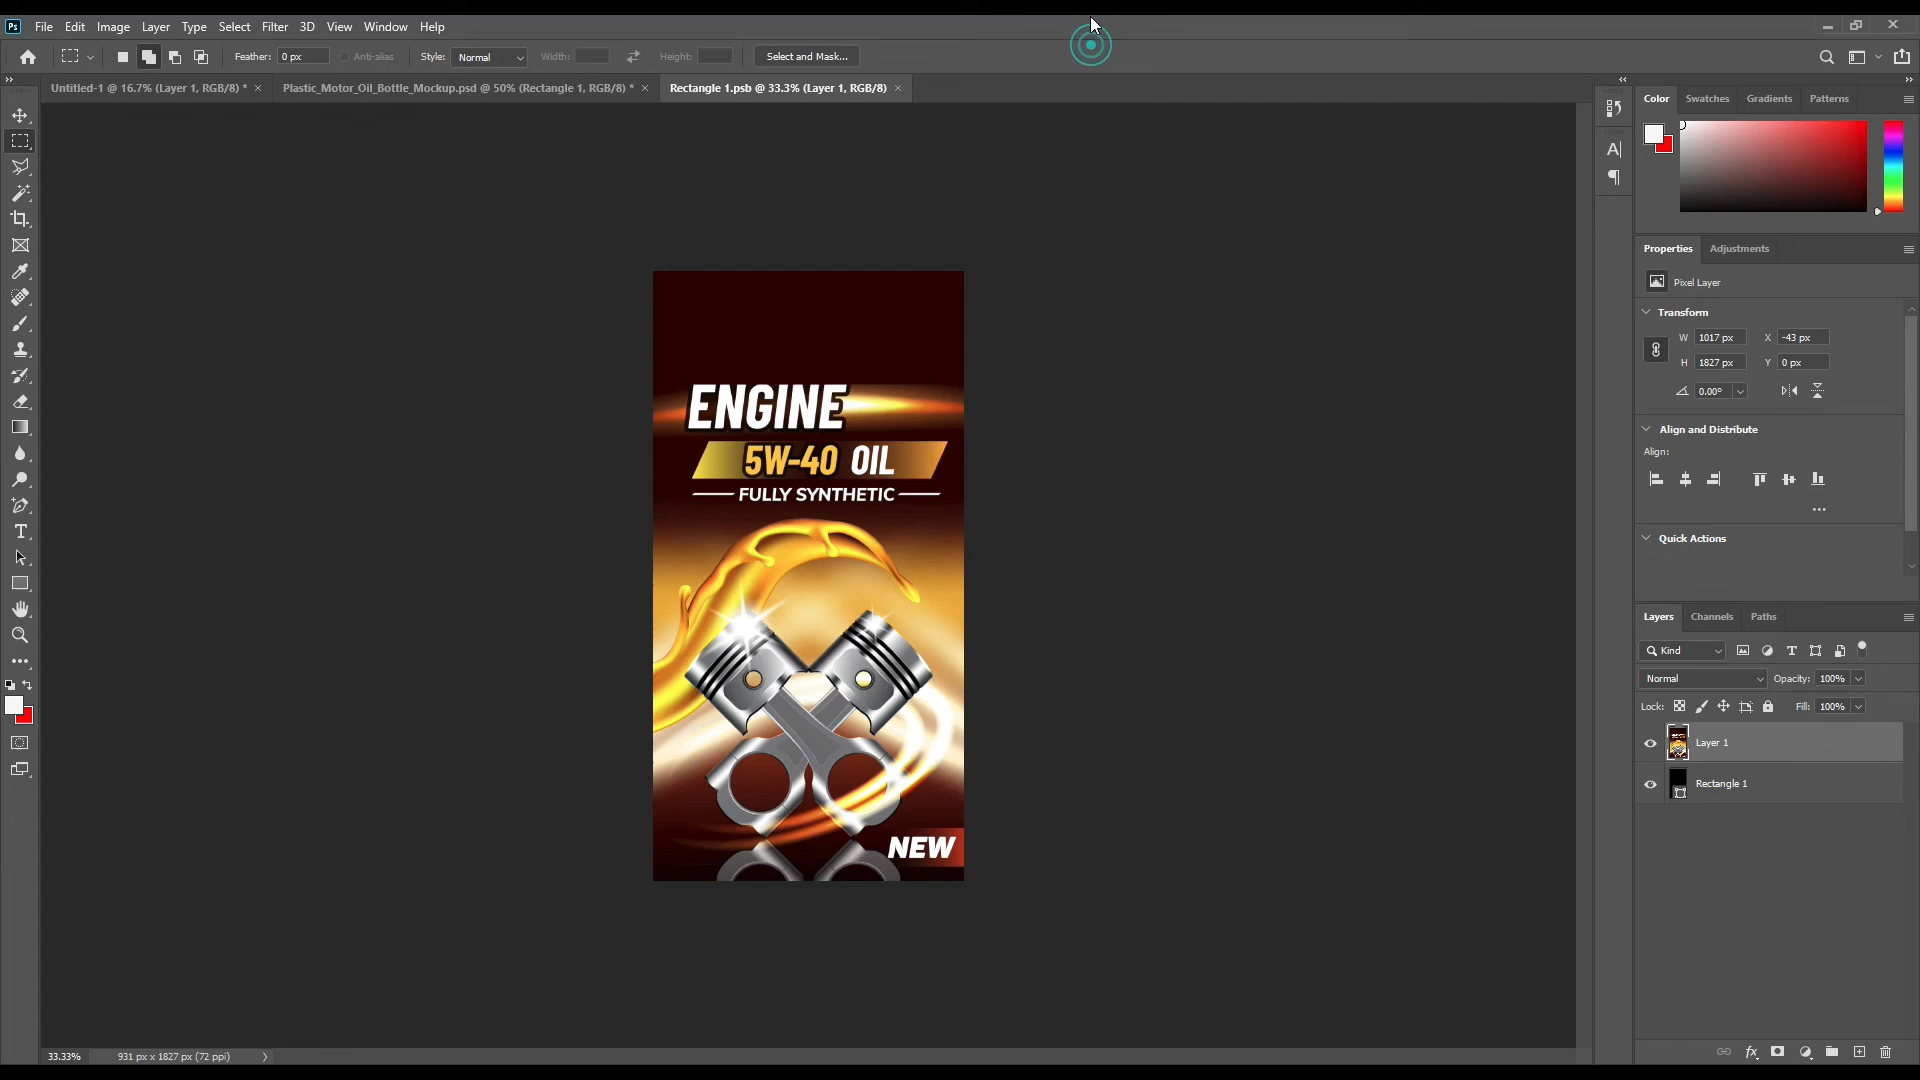 Ps File Edit Image Layer Type Select Filter 3D View Window Help
Feather: 0 px Anti-alias Style: Normal Width: Height: Select and Mask...
Untitled-1 @ 16.7% (Layer 1, RGB/8) * × Plastic_Motor_Oil_Bottle_Mockup.psd @ 50% (Rectangle 1, RGB/8) * × Rectangle 1.psb @ 33.3% (Layer 1, RGB/8) ×
Color Swatches Gradients Patterns
Properties Adjustments
Pixel Layer
Transform
W 1017 px X -43 px
H 1827 px Y 0 px
0.00°
Align and Distribute
Align:
Quick Actions
ENGINE
5W-40 OIL
FULLY SYNTHETIC
NEW
Layers Channels Paths
Kind
Normal Opacity: 100%
Lock: Fill: 100%
Layer 1
Rectangle 1
33.33% 931 px x 1827 px (72 ppi)